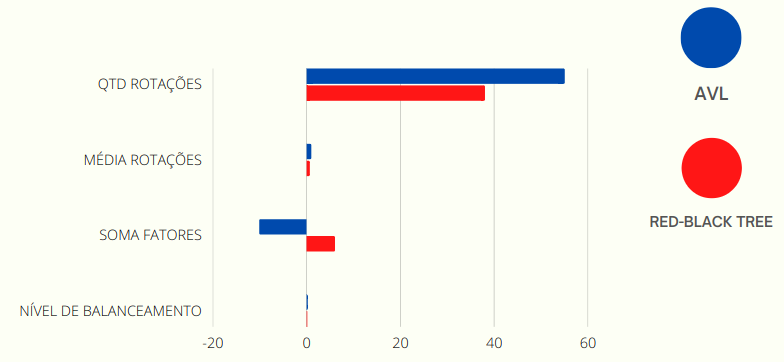 QTD ROTAÇÕES
MÉDIA ROTAÇÕES
SOMA FATORES
NÍVEL DE BALANCEAMENTO
-20
0
20
40
60
AVL
RED-BLACK TREE